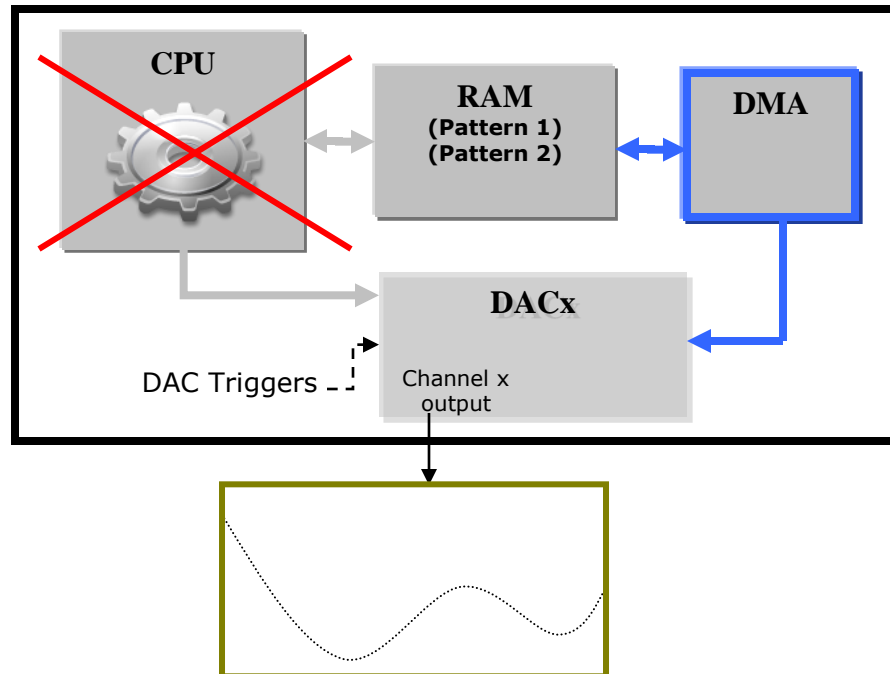 CPU
RAM
(Pattern 1)
(Pattern 2)
DMA
DACx
DAC Triggers
Channel x
output